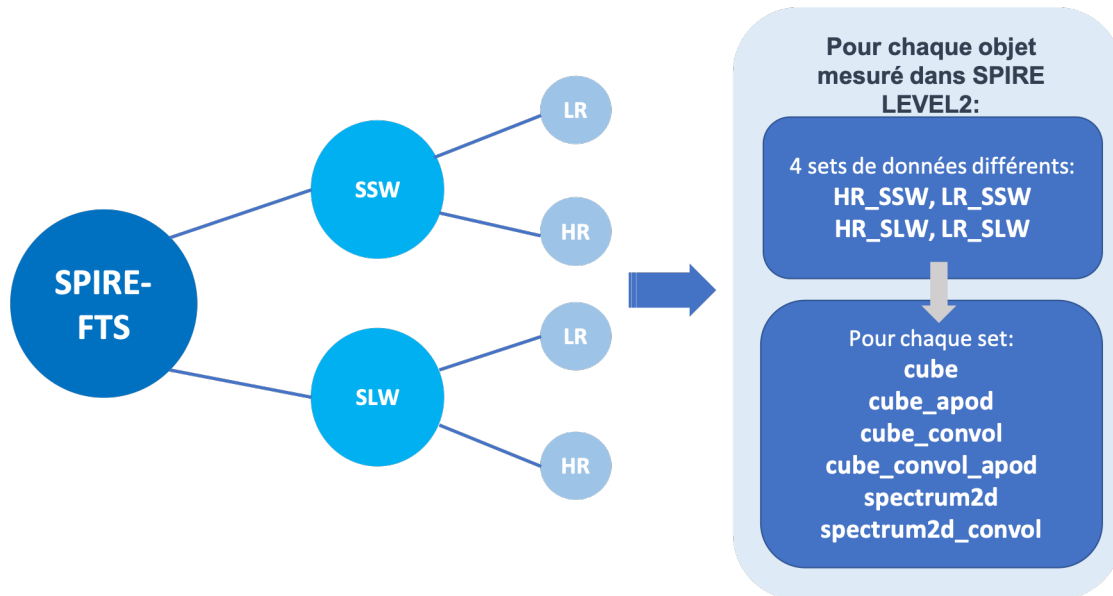 SPIRE-
FTS
SSW
SLW
LR
HR
LR
HR
Pour chaque objet
mesuré dans SPIRE
LEVEL2:
4 sets de données différents:
HR_SSW, LR_SSW
HR_SLW, LR_SLW
Pour chaque set:
cube
cube_apod
cube_convol
cube_convol_apod
spectrum2d
spectrum2d_convol